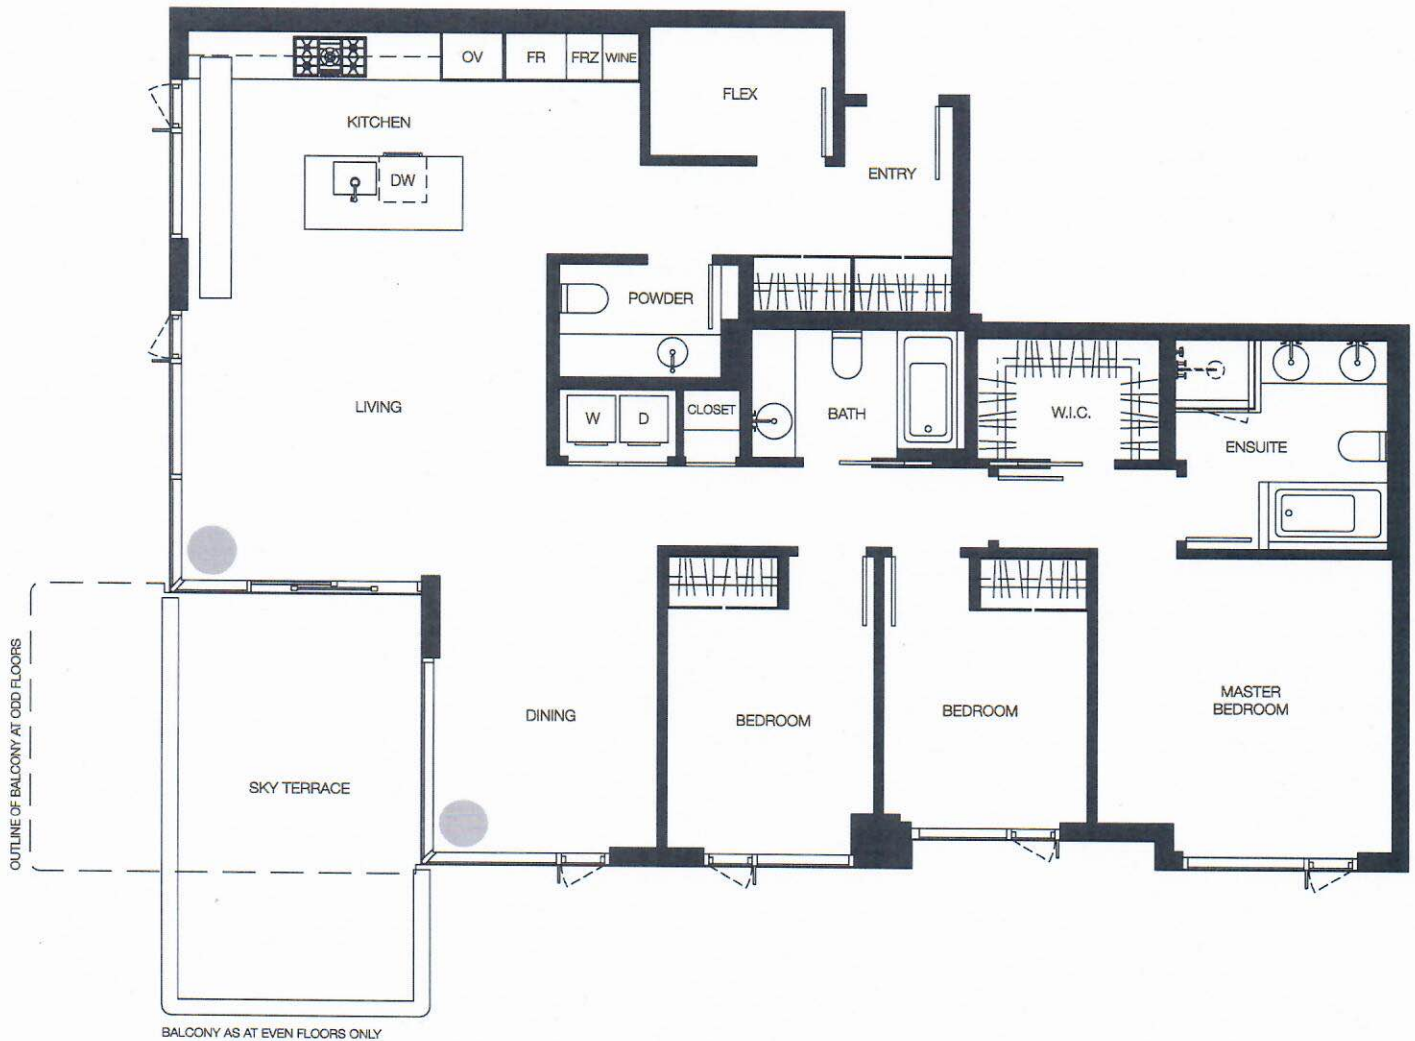 OV
FR
FRZ
WINE
FLEX
KITCHEN
DW
ENTRY
POWDER
LIVING
W
D
CLOSET
BATH
W.I.C.
ENSUITE
MASTER
BEDROOM
BEDROOM
BEDROOM
DINING
SKY TERRACE
OUTLINE OF BALCONY AT ODD FLOORS
BALCONY AS AT EVEN FLOORS ONLY